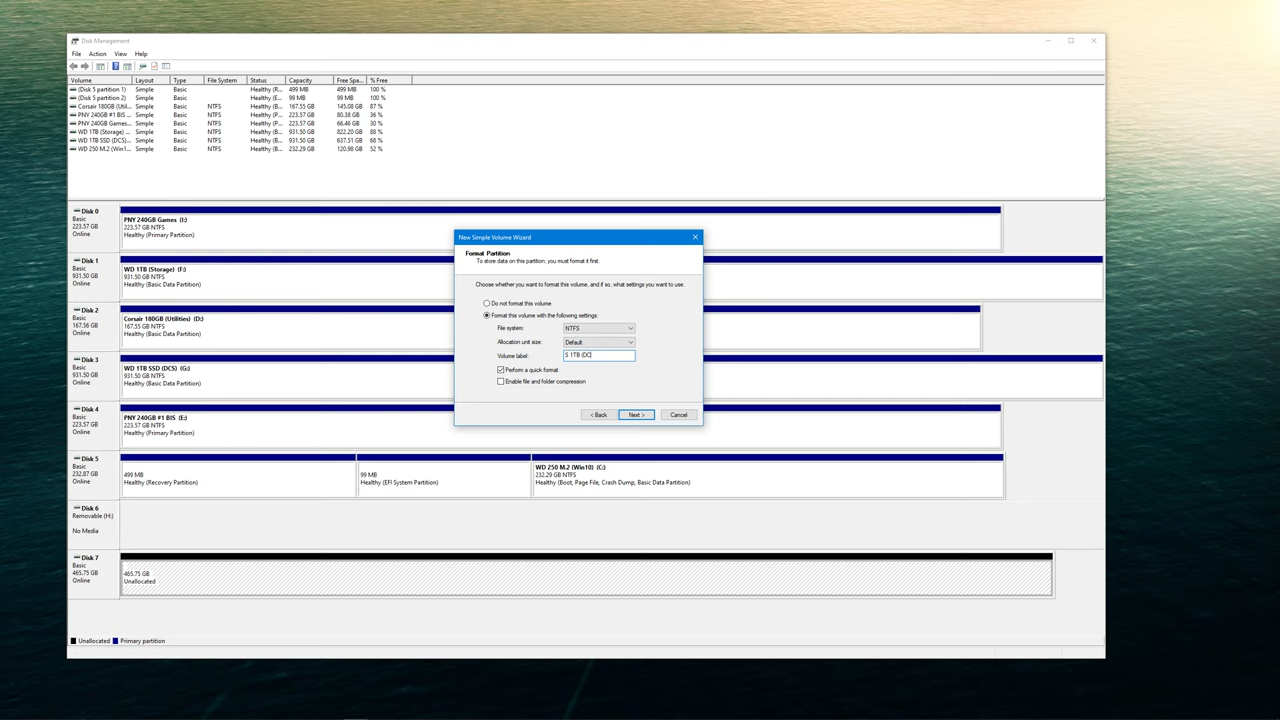 Disk Management
File Action View Help
Volume Layout Type File System Status Capacity Free Spa... % Free
(Disk 5 partition 1) Simple Basic Healthy (R... 499 MB 499 MB 100 %
(Disk 5 partition 2) Simple Basic Healthy (E... 99 MB 99 MB 100 %
Corsair 180GB (Util... Simple Basic NTFS Healthy (B... 167.55 GB 145.08 GB 87 %
PNY 240GB #1 BIS ... Simple Basic NTFS Healthy (P... 223.57 GB 80.38 GB 36 %
PNY 240GB Games... Simple Basic NTFS Healthy (P... 223.57 GB 66.46 GB 30 %
WD 1TB (Storage) ... Simple Basic NTFS Healthy (B... 931.50 GB 822.20 GB 88 %
WD 1TB SSD (DCS)... Simple Basic NTFS Healthy (B... 931.50 GB 637.51 GB 68 %
WD 250 M.2 (Win1... Simple Basic NTFS Healthy (B... 232.29 GB 120.98 GB 52 %
Disk 0
Basic
223.57 GB
Online
PNY 240GB Games (I:)
223.57 GB NTFS
Healthy (Primary Partition)
Disk 1
Basic
931.50 GB
Online
WD 1TB (Storage) (F:)
931.50 GB NTFS
Healthy (Basic Data Partition)
Disk 2
Basic
167.56 GB
Online
Corsair 180GB (Utilities) (D:)
167.55 GB NTFS
Healthy (Basic Data Partition)
Disk 3
Basic
931.50 GB
Online
WD 1TB SSD (DCS) (G:)
931.50 GB NTFS
Healthy (Basic Data Partition)
Disk 4
Basic
223.57 GB
Online
PNY 240GB #1 BIS (E:)
223.57 GB NTFS
Healthy (Primary Partition)
Disk 5
Basic
232.87 GB
Online
499 MB
Healthy (Recovery Partition)
99 MB
Healthy (EFI System Partition)
WD 250 M.2 (Win10) (C:)
232.29 GB NTFS
Healthy (Boot, Page File, Crash Dump, Basic Data Partition)
Disk 6
Removable (H:)
No Media
Disk 7
Basic
465.75 GB
Online
465.75 GB
Unallocated
Unallocated Primary partition
New Simple Volume Wizard
Format Partition
To store data on this partition, you must format it first.
Choose whether you want to format this volume, and if so, what settings you want to use.
Do not format this volume
Format this volume with the following settings:
File system: NTFS
Allocation unit size: Default
Volume label: S 1TB (DC
Perform a quick format
Enable file and folder compression
< Back Next > Cancel